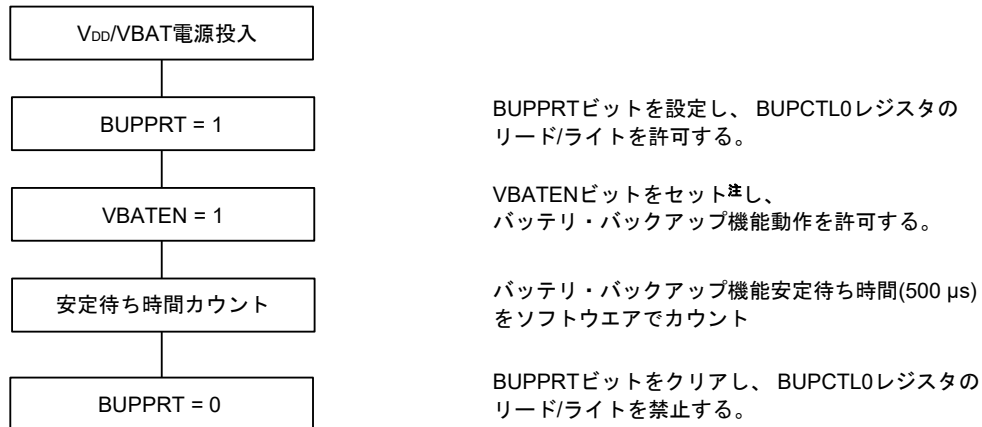 VDD/VBAT電源投入
BUPPRT = 1
BUPPRTビットを設定し、 BUPCTL0レジスタの
リード/ライトを許可する。
VBATEN = 1
VBATENビットをセット注し、
バッテリ・バックアップ機能動作を許可する。
安定待ち時間カウント
バッテリ・バックアップ機能安定待ち時間(500 μs)
をソフトウエアでカウント
BUPPRT = 0
BUPPRTビットをクリアし、 BUPCTL0レジスタの
リード/ライトを禁止する。